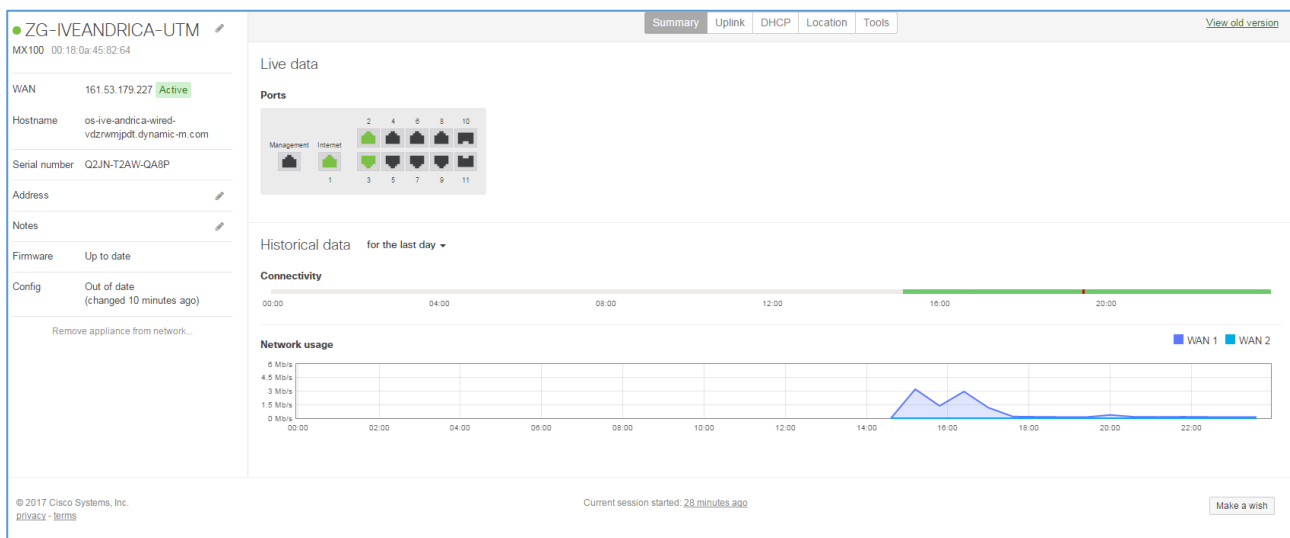 ZG-IVEANDRICA-UTM
MX100 00:18:0a:45:82:64
WAN 161.53.179.227 Active
Hostname os-ive-andrica-wired-
vdzrwmjpdt.dynamic-m.com
Serial number Q2JN-T2AW-QA8P
Address
Notes
Firmware Up to date
Config Out of date
(changed 10 minutes ago)
Remove appliance from network...
Summary Uplink DHCP Location Tools
View old version
Live data
Ports
2 4 6 8 10
Management Internet
1 3 5 7 9 11
Historical data for the last day
Connectivity
00:00 04:00 08:00 12:00 16:00 20:00
Network usage
WAN 1 WAN 2
6 Mb/s
4.5 Mb/s
3 Mb/s
1.5 Mb/s
0 Mb/s
00:00 02:00 04:00 06:00 08:00 10:00 12:00 14:00 16:00 18:00 20:00 22:00
© 2017 Cisco Systems, Inc.
privacy - terms
Current session started: 28 minutes ago
Make a wish